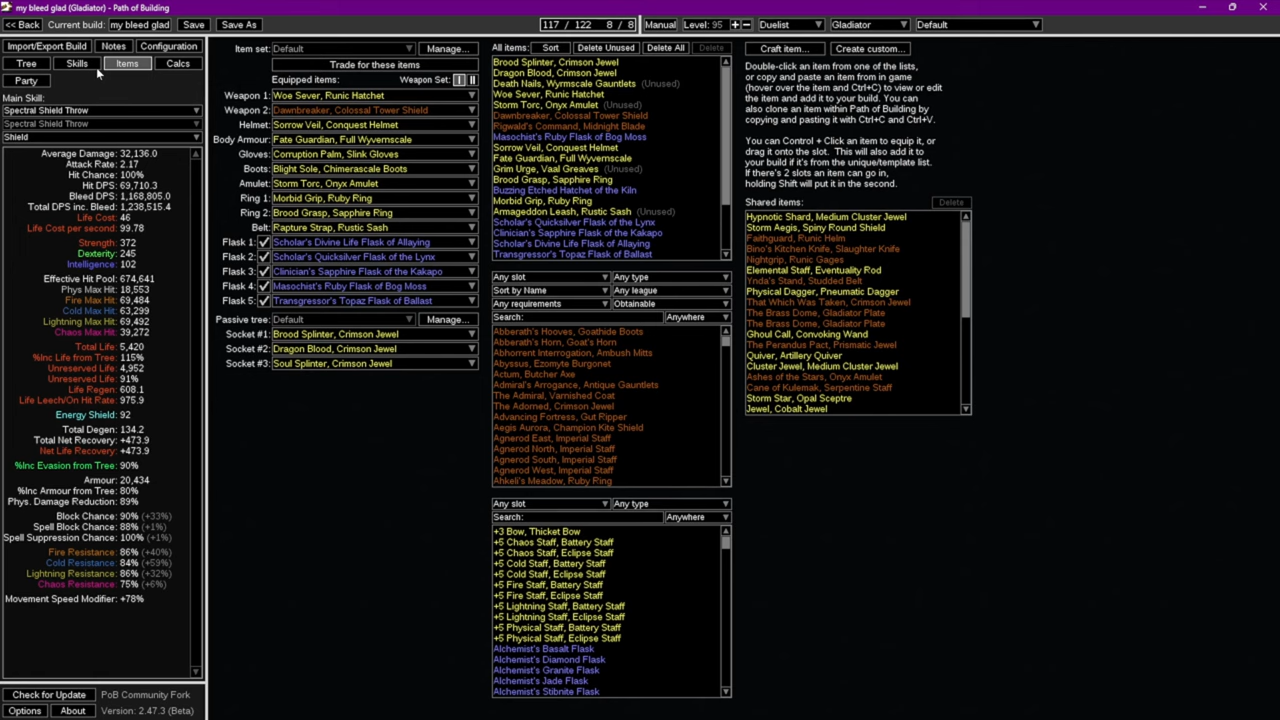 my bleed glad (Gladiator) - Path of Building
<< Back Current build: my bleed glad Save Save As 117 / 122 8 / 8 Manual Level: 95 Duelist Gladiator Default
Import/Export Build Notes Configuration
Tree Skills Items Calcs
Party
Main Skill:
Spectral Shield Throw
Spectral Shield Throw
Shield
Average Damage: 32,136.0
Attack Rate: 2.17
Hit Chance: 100%
Hit DPS: 69,710.3
Bleed DPS: 1,168,805.0
Total DPS inc. Bleed: 1,238,515.4
Life Cost: 46
Life Cost per second: 99.78
Strength: 372
Dexterity: 245
Intelligence: 102
Effective Hit Pool: 674,641
Phys Max Hit: 18,553
Fire Max Hit: 69,484
Cold Max Hit: 63,299
Lightning Max Hit: 69,492
Chaos Max Hit: 39,272
Total Life: 5,420
%Inc Life from Tree: 115%
Unreserved Life: 4,952
Unreserved Life: 91%
Life Regen: 608.1
Life Leech/On Hit Rate: 975.9
Energy Shield: 92
Total Degen: 134.2
Total Net Recovery: +473.9
Net Life Recovery: +473.9
%Inc Evasion from Tree: 90%
Armour: 20,434
%Inc Armour from Tree: 80%
Phys. Damage Reduction: 89%
Block Chance: 90% (+33%)
Spell Block Chance: 88% (+1%)
Spell Suppression Chance: 100% (+1%)
Fire Resistance: 86% (+40%)
Cold Resistance: 84% (+59%)
Lightning Resistance: 86% (+32%)
Chaos Resistance: 75% (+6%)
Movement Speed Modifier: +78%
Check for Update PoB Community Fork
Options About Version: 2.47.3 (Beta)
Item set: Default Manage...
Trade for these items
Equipped items: Weapon Set: I II
Weapon 1: Woe Sever, Runic Hatchet
Weapon 2: Dawnbreaker, Colossal Tower Shield
Helmet: Sorrow Veil, Conquest Helmet
Body Armour: Fate Guardian, Full Wyvernscale
Gloves: Corruption Palm, Slink Gloves
Boots: Blight Sole, Chimerascale Boots
Amulet: Storm Torc, Onyx Amulet
Ring 1: Morbid Grip, Ruby Ring
Ring 2: Brood Grasp, Sapphire Ring
Belt: Rapture Strap, Rustic Sash
Flask 1: Scholar's Divine Life Flask of Allaying
Flask 2: Scholar's Quicksilver Flask of the Lynx
Flask 3: Clinician's Sapphire Flask of the Kakapo
Flask 4: Masochist's Ruby Flask of Bog Moss
Flask 5: Transgressor's Topaz Flask of Ballast
Passive tree: Default Manage...
Socket #1: Brood Splinter, Crimson Jewel
Socket #2: Dragon Blood, Crimson Jewel
Socket #3: Soul Splinter, Crimson Jewel
All items: Sort Delete Unused Delete All Delete
Brood Splinter, Crimson Jewel
Dragon Blood, Crimson Jewel
Death Nails, Wyrmscale Gauntlets (Unused)
Woe Sever, Runic Hatchet
Storm Torc, Onyx Amulet (Unused)
Dawnbreaker, Colossal Tower Shield
Rigwald's Command, Midnight Blade
Masochist's Ruby Flask of Bog Moss
Sorrow Veil, Conquest Helmet
Fate Guardian, Full Wyvernscale
Grim Urge, Vaal Greaves (Unused)
Brood Grasp, Sapphire Ring
Buzzing Etched Hatchet of the Kiln
Morbid Grip, Ruby Ring
Armageddon Leash, Rustic Sash (Unused)
Scholar's Quicksilver Flask of the Lynx
Clinician's Sapphire Flask of the Kakapo
Scholar's Divine Life Flask of Allaying
Transgressor's Topaz Flask of Ballast
Any slot Any type
Sort by Name Any league
Any requirements Obtainable
Search: Anywhere
Abberath's Hooves, Goathide Boots
Abberath's Horn, Goat's Horn
Abhorrent Interrogation, Ambush Mitts
Abyssus, Ezomyte Burgonet
Actum, Butcher Axe
Admiral's Arrogance, Antique Gauntlets
The Admiral, Varnished Coat
The Adorned, Crimson Jewel
Advancing Fortress, Gut Ripper
Aegis Aurora, Champion Kite Shield
Agnerod East, Imperial Staff
Agnerod North, Imperial Staff
Agnerod South, Imperial Staff
Agnerod West, Imperial Staff
Ahkeli's Meadow, Ruby Ring
Any slot Any type
Search: Anywhere
+3 Bow, Thicket Bow
+5 Chaos Staff, Battery Staff
+5 Chaos Staff, Eclipse Staff
+5 Cold Staff, Battery Staff
+5 Cold Staff, Eclipse Staff
+5 Fire Staff, Battery Staff
+5 Fire Staff, Eclipse Staff
+5 Lightning Staff, Battery Staff
+5 Lightning Staff, Eclipse Staff
+5 Physical Staff, Battery Staff
+5 Physical Staff, Eclipse Staff
Alchemist's Basalt Flask
Alchemist's Diamond Flask
Alchemist's Granite Flask
Alchemist's Jade Flask
Alchemist's Stibnite Flask
Craft item... Create custom...
Double-click an item from one of the lists,
or copy and paste an item from in game
(hover over the item and Ctrl+C) to view or edit
the item and add it to your build. You can
also clone an item within Path of Building by
copying and pasting it with Ctrl+C and Ctrl+V.
You can Control + Click an item to equip it, or
drag it onto the slot. This will also add it to
your build if it's from the unique/template list.
If there's 2 slots an item can go in,
holding Shift will put it in the second.
Shared items: Delete
Hypnotic Shard, Medium Cluster Jewel
Storm Aegis, Spiny Round Shield
Faithguard, Runic Helm
Bino's Kitchen Knife, Slaughter Knife
Nightgrip, Runic Gages
Elemental Staff, Eventuality Rod
Ynda's Stand, Studded Belt
Physical Dagger, Pneumatic Dagger
That Which Was Taken, Crimson Jewel
The Brass Dome, Gladiator Plate
The Brass Dome, Gladiator Plate
Ghoul Call, Convoking Wand
The Perandus Pact, Prismatic Jewel
Quiver, Artillery Quiver
Cluster Jewel, Medium Cluster Jewel
Ashes of the Stars, Onyx Amulet
Cane of Kulemak, Serpentine Staff
Storm Star, Opal Sceptre
Jewel, Cobalt Jewel